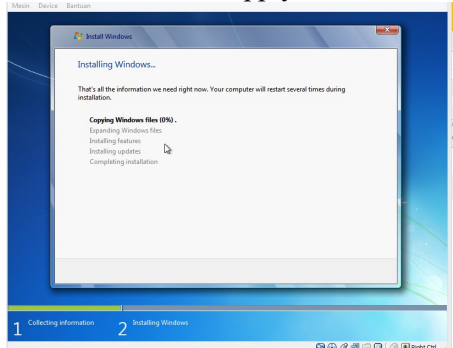 Mesin Device Bantuan
Install Windows
Installing Windows...
That's all the information we need right now. Your computer will restart several times during
installation.
Copying Windows files (0%) .
Expanding Windows files
Installing features
Installing updates
Completing installation
1 Collecting information 2 Installing Windows
Right Ctrl